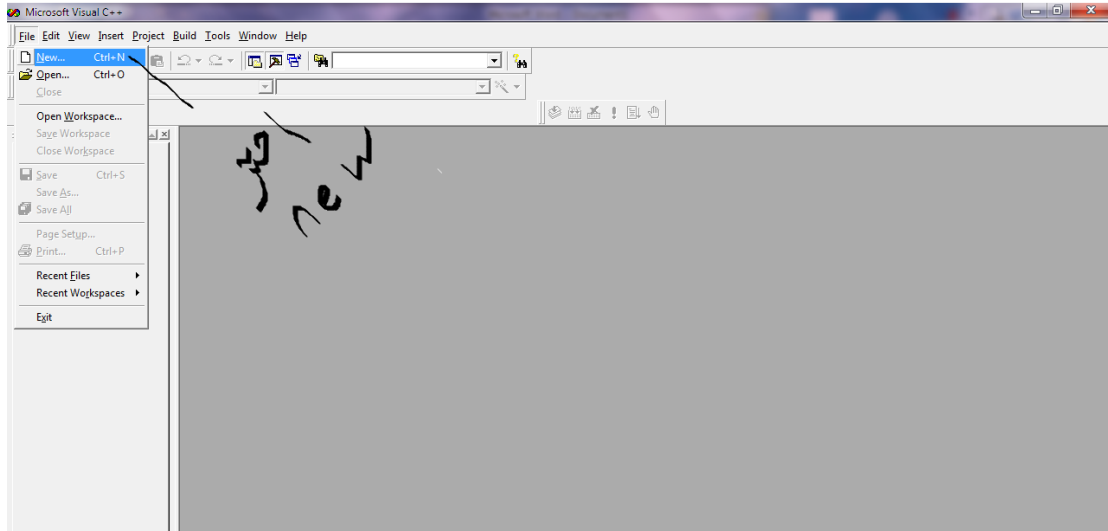 Microsoft Visual C++
File Edit View Insert Project Build Tools Window Help
New... Ctrl+N
Open... Ctrl+O
Close
Open Workspace...
Save Workspace
Close Workspace
Save Ctrl+S
Save As...
Save All
Page Setup...
Print... Ctrl+P
Recent Files
Recent Workspaces
Exit
نختر
new